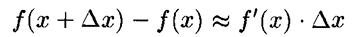 f(x + Δx) − f(x) ≈ f′(x) · Δx